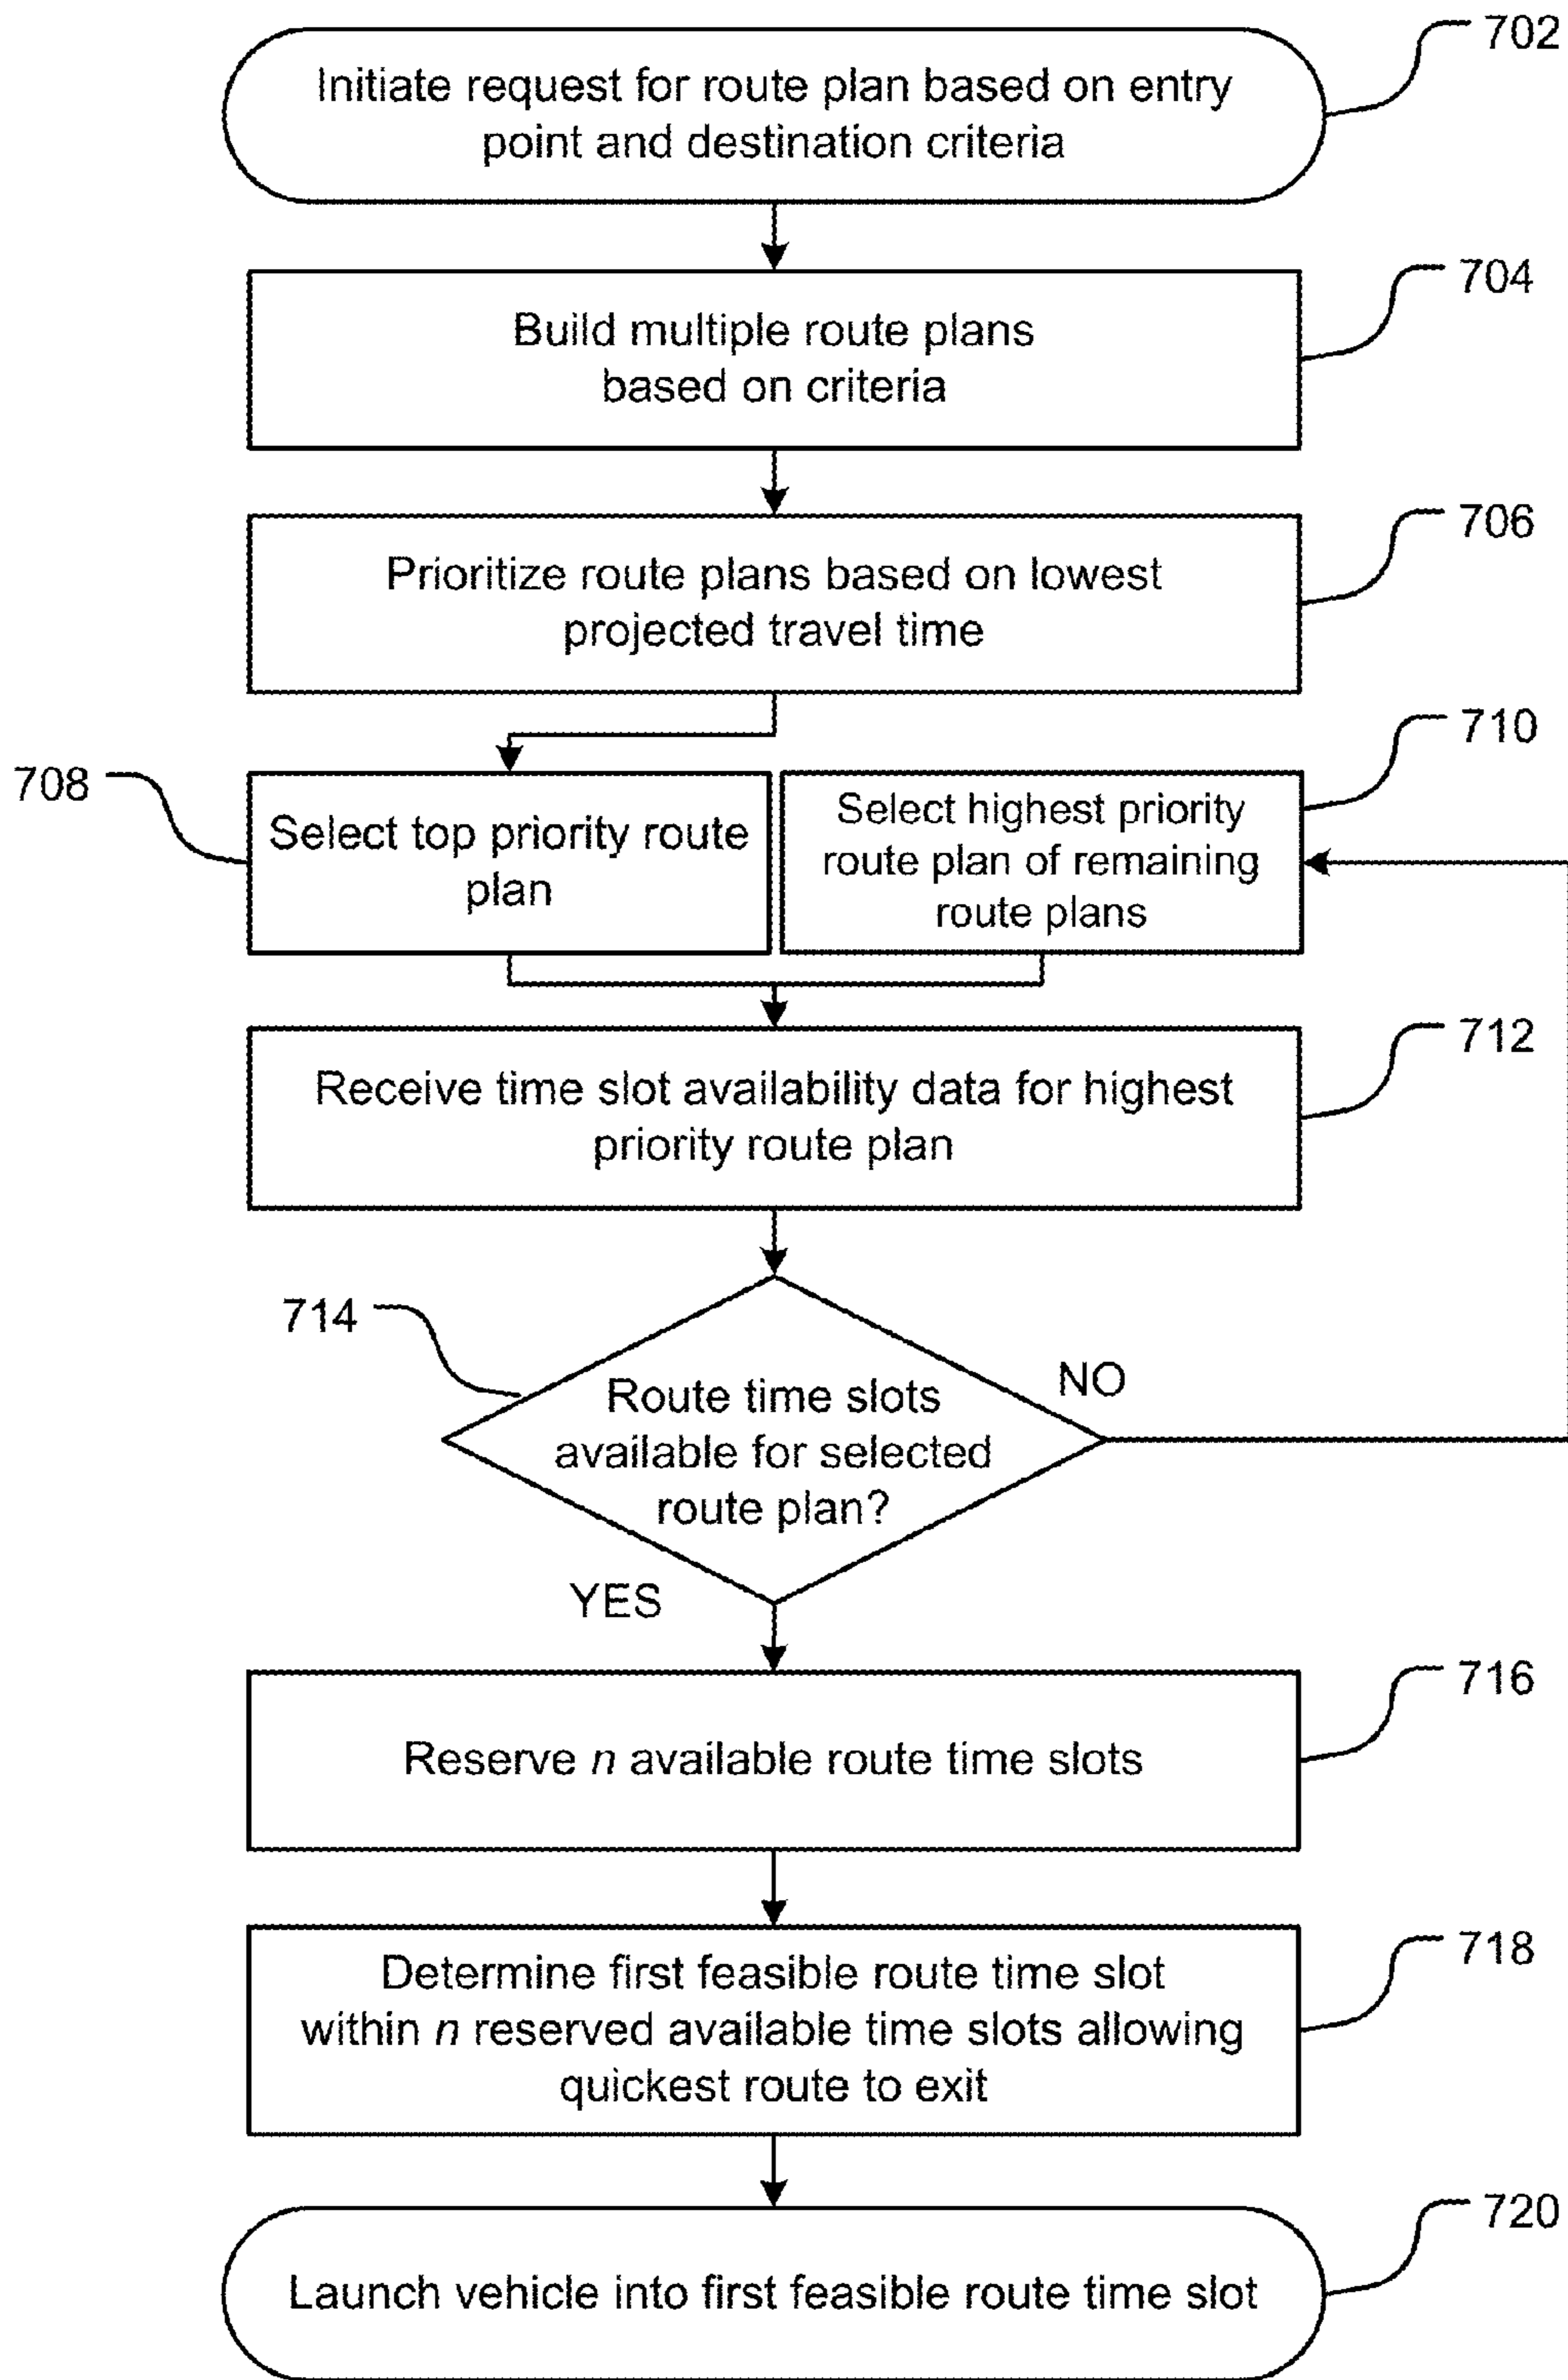 702
Initiate request for route plan based on entry
point and destination criteria
704
Build multiple route plans
based on criteria
706
Prioritize route plans based on lowest
projected travel time
708
Select top priority route
plan
710
Select highest priority
route plan of remaining
route plans
712
Receive time slot availability data for highest
priority route plan
714
Route time slots
available for selected
route plan?
NO
YES
716
Reserve n available route time slots
718
Determine first feasible route time slot
within n reserved available time slots allowing
quickest route to exit
720
Launch vehicle into first feasible route time slot